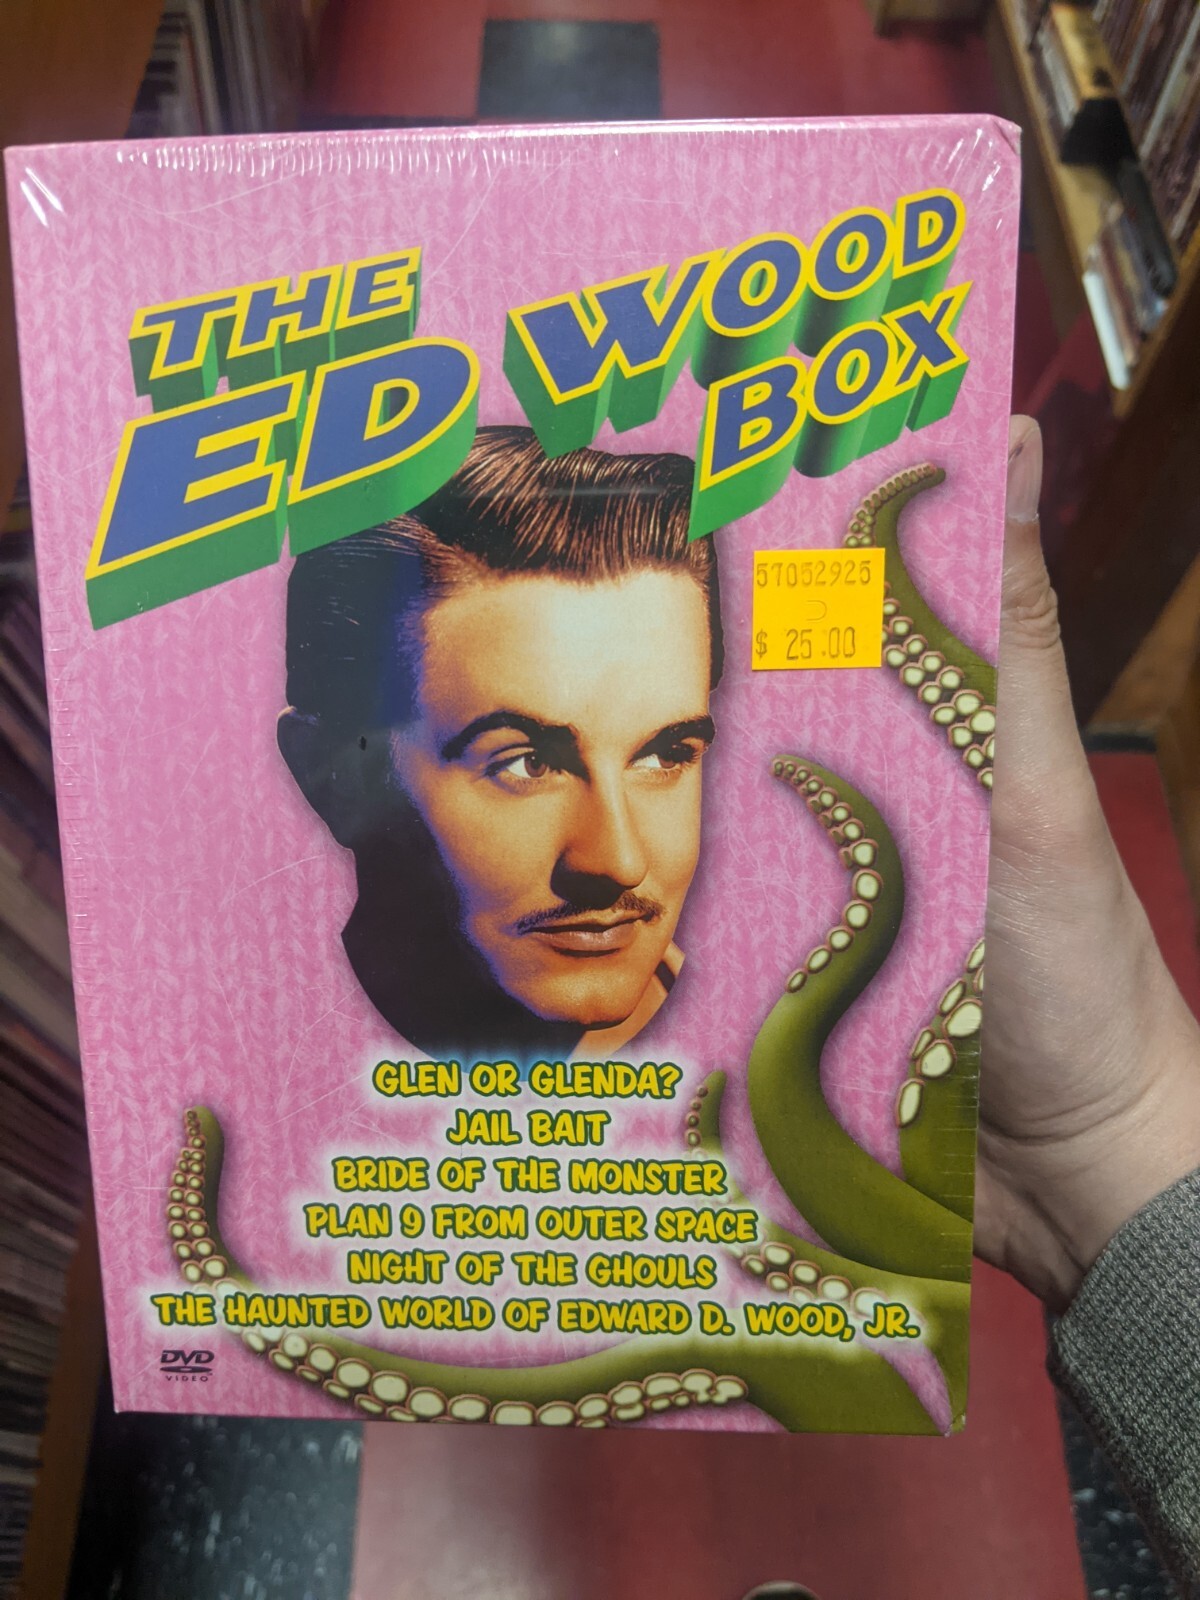 THE
ED WOOD
BOX
57052925
$ 25.00
GLEN OR GLENDA?
JAIL BAIT
BRIDE OF THE MONSTER
PLAN 9 FROM OUTER SPACE
NIGHT OF THE GHOULS
THE HAUNTED WORLD OF EDWARD D. WOOD, JR.
DVD
VIDEO